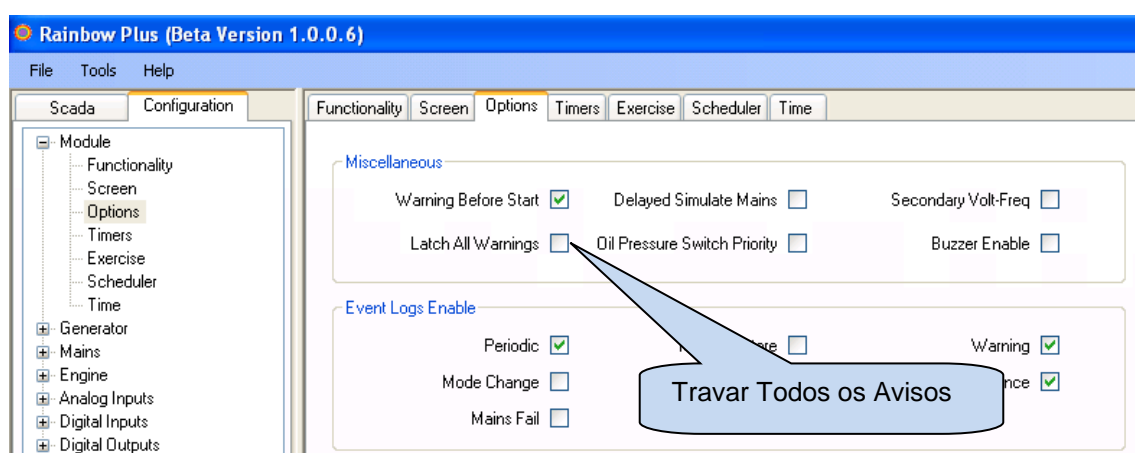 Rainbow Plus (Beta Version 1.0.0.6)
File Tools Help
Scada Configuration
Functionality Screen Options Timers Exercise Scheduler Time
Module
Functionality
Screen
Options
Timers
Exercise
Scheduler
Time
Generator
Mains
Engine
Analog Inputs
Digital Inputs
Digital Outputs
Miscellaneous
Warning Before Start Delayed Simulate Mains Secondary Volt-Freq
Latch All Warnings Oil Pressure Switch Priority Buzzer Enable
Event Logs Enable
Periodic Warning
Mode Change
Mains Fail
Travar Todos os Avisos